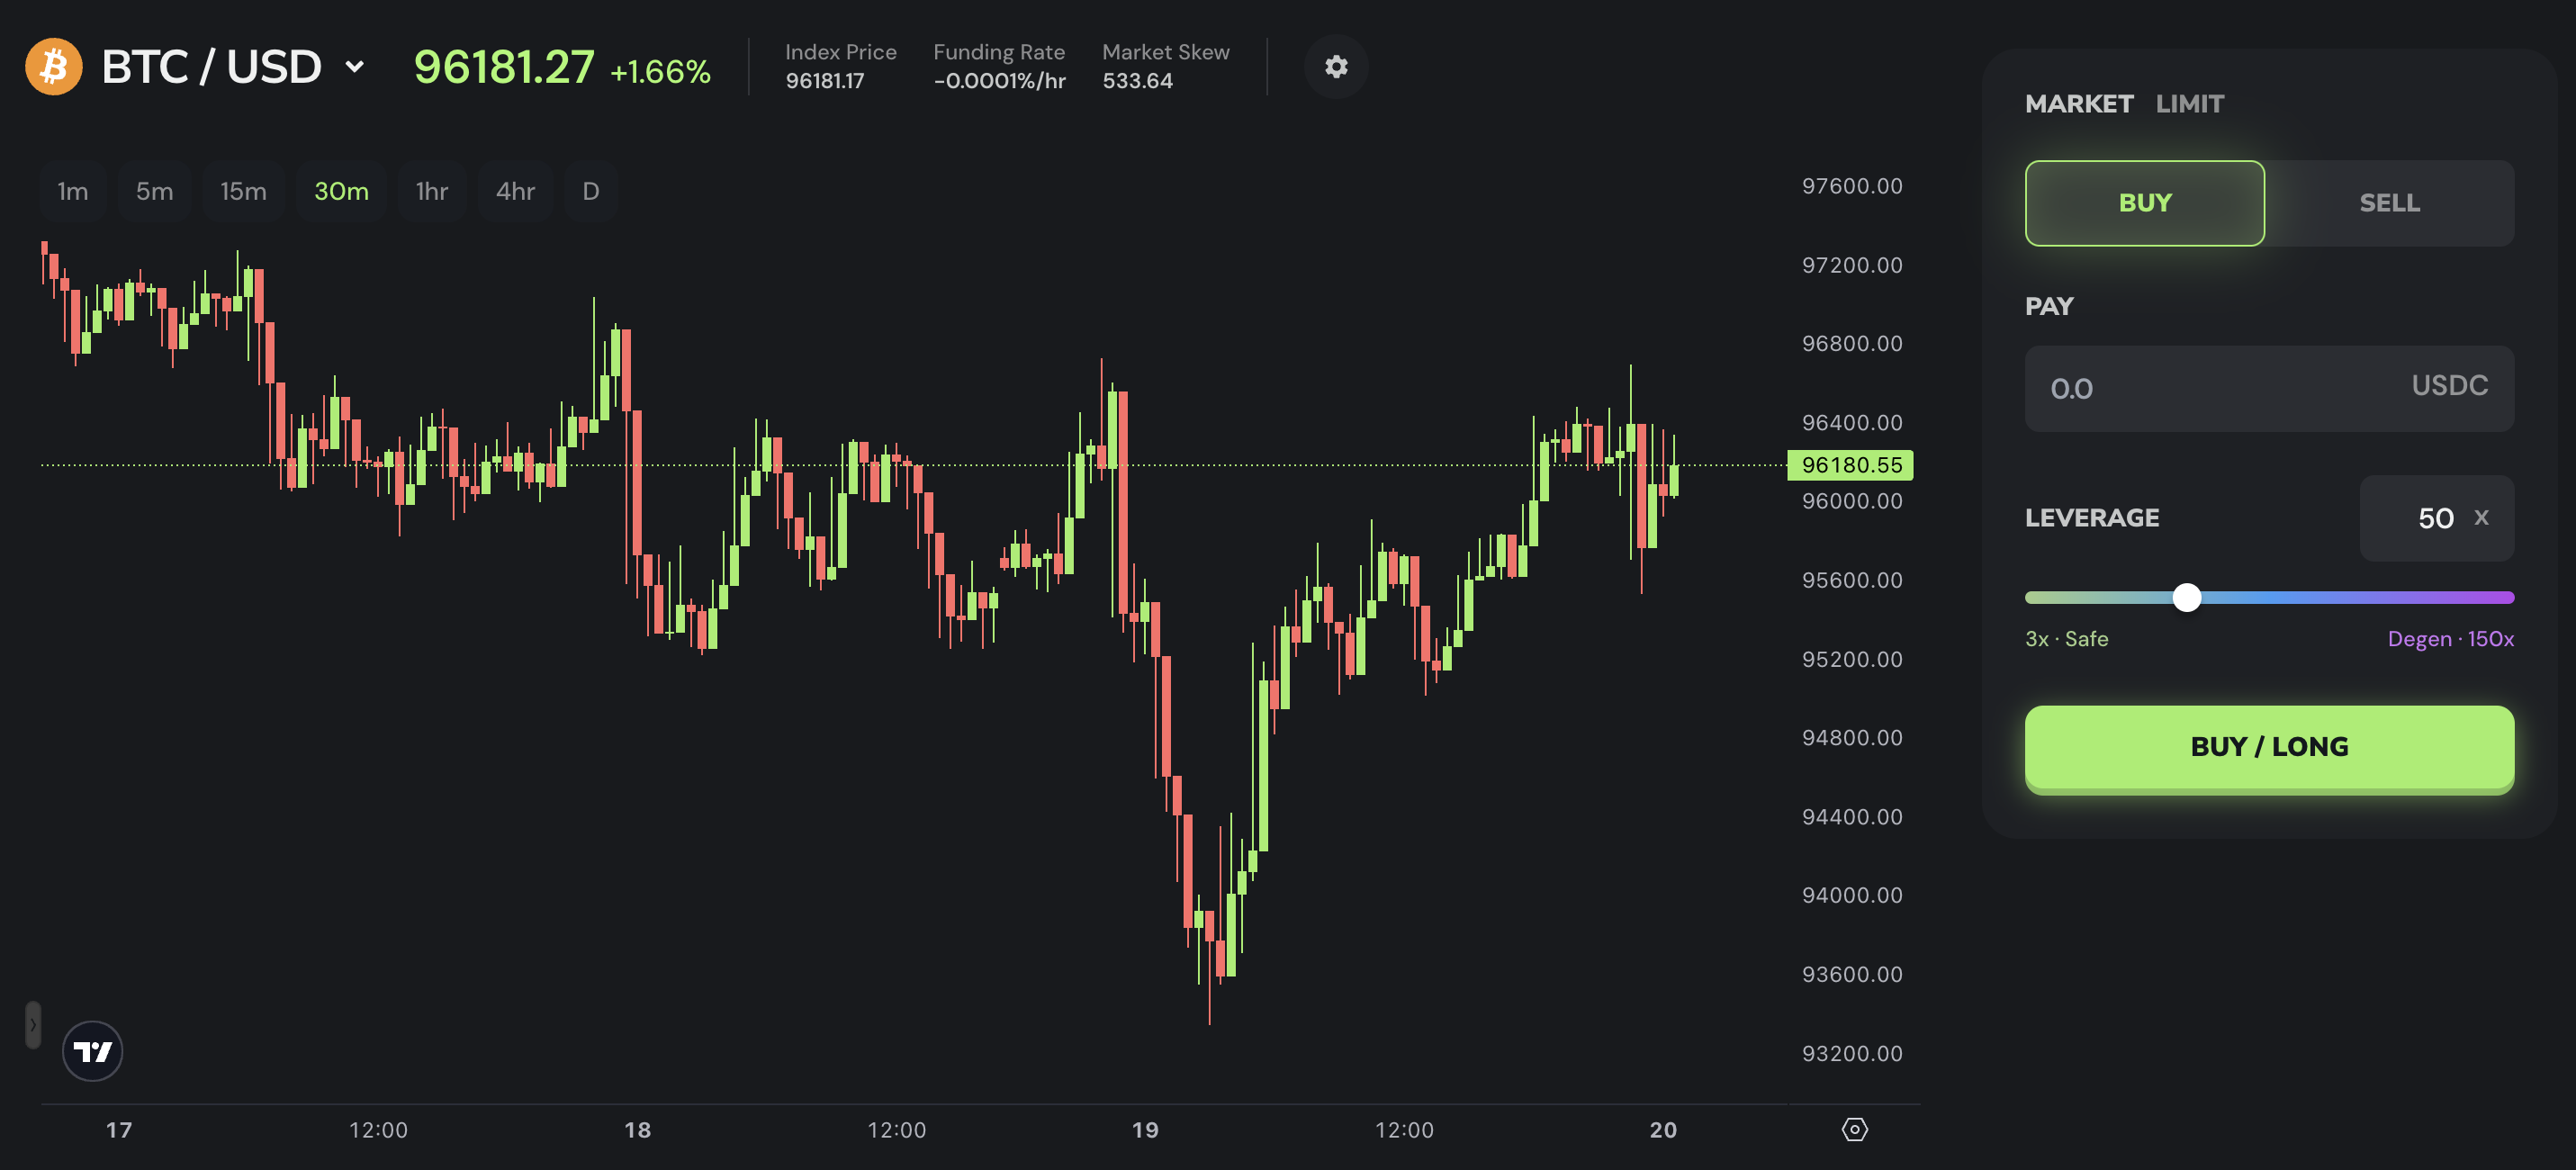 BTC / USD 96181.27 +1.66%
Index Price Funding Rate Market Skew
96181.17 -0.0001%/hr 533.64
1m 5m 15m 30m 1hr 4hr D
97600.00
97200.00
96800.00
96400.00
96180.55
96000.00
95600.00
95200.00
94800.00
94400.00
94000.00
93600.00
93200.00
17 12:00 18 12:00 19 12:00 20
MARKET LIMIT
BUY SELL
PAY
0.0 USDC
LEVERAGE 50 x
3x · Safe Degen · 150x
BUY / LONG